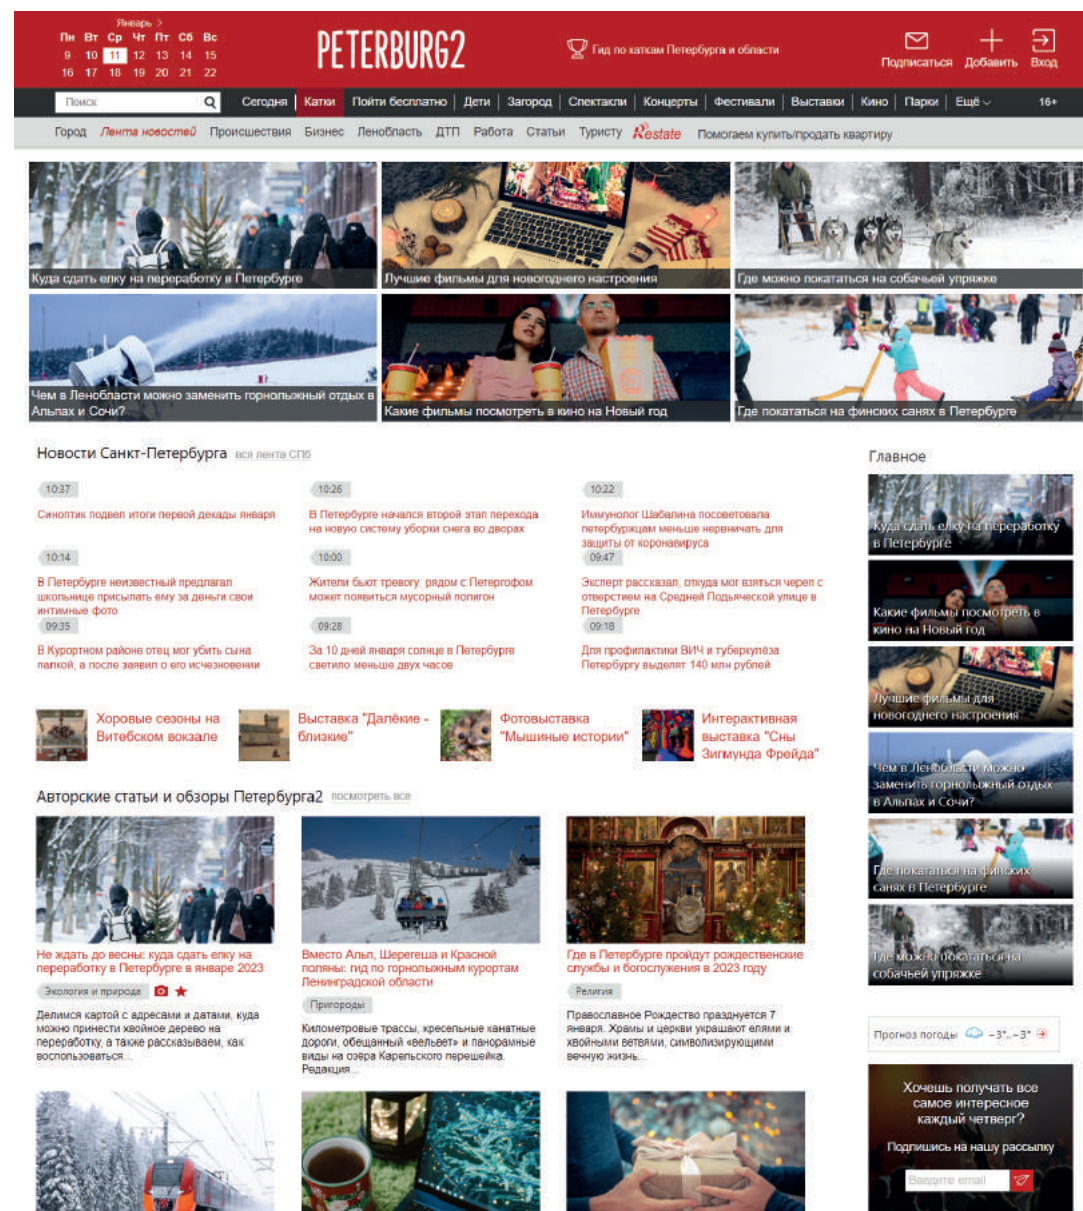 Январь >
Пн Вт Ср Чт Пт Сб Вс
9 10 11 12 13 14 15
16 17 18 19 20 21 22
PETERBURG2
Гид по каткам Петербурга и области
Подписаться Добавить Вход
Поиск
Сегодня Катки Пойти бесплатно Дети Загород Спектакли Концерты Фестивали Выставки Кино Парки Ещё 16+
Город Лента новостей Происшествия Бизнес Ленобласть ДТП Работа Статьи Туристу Restate Помогаем купить/продать квартиру
Куда сдать елку на переработку в Петербурге
Лучшие фильмы для новогоднего настроения
Где можно покататься на собачьей упряжке
Чем в Ленобласти можно заменить горнолыжный отдых в
Альпах и Сочи?
Какие фильмы посмотреть в кино на Новый год
Где покататься на финских санях в Петербурге
Новости Санкт-Петербурга вся лента СПб
10:37
Синоптик подвел итоги первой декады января
10:26
В Петербурге начался второй этап перехода
на новую систему уборки снега во дворах
10:22
Иммунолог Шабалина посоветовала
петербуржцам меньше нервничать для
защиты от коронавируса
10:14
В Петербурге неизвестный предлагал
школьнице присылать ему за деньги свои
интимные фото
10:00
Жители бьют тревогу: рядом с Петергофом
может появиться мусорный полигон
09:47
Эксперт рассказал, откуда мог взяться череп с
отверстием на Средней Подьяческой улице в
Петербурге
09:35
В Курортном районе отец мог убить сына
палкой, а после заявил о его исчезновении
09:28
За 10 дней января солнце в Петербурге
светило меньше двух часов
09:18
Для профилактики ВИЧ и туберкулёза
Петербургу выделят 140 млн рублей
Хоровые сезоны на
Витебском вокзале
Выставка "Далёкие -
близкие"
Фотовыставка
"Мышиные истории"
Интерактивная
выставка "Сны
Зигмунда Фрейда"
Авторские статьи и обзоры Петербурга2 посмотреть все
Не ждать до весны: куда сдать елку на
переработку в Петербурге в январе 2023
Экология и природа
Делимся картой с адресами и датами, куда
можно принести хвойное дерево на
переработку, а также рассказываем, как
воспользоваться...
Вместо Альп, Шерегеша и Красной
поляны: гид по горнолыжным курортам
Ленинградской области
Пригороды
Километровые трассы, кресельные канатные
дороги, обещанный «вельвет» и панорамные
виды на озёра Карельского перешейка.
Редакция...
Где в Петербурге пройдут рождественские
службы и богослужения в 2023 году
Религия
Православное Рождество празднуется 7
января. Храмы и церкви украшают елями и
хвойными ветвями, символизирующими
вечную жизнь...
Главное
Куда сдать елку на переработку
в Петербурге
Какие фильмы посмотреть в
кино на Новый год
Лучшие фильмы для
новогоднего настроения
Чем в Ленобласти можно
заменить горнолыжный отдых
в Альпах и Сочи?
Где покататься на финских
санях в Петербурге
Где можно покататься на
собачьей упряжке
Прогноз погоды −3°..−3°
Хочешь получать все
самое интересное
каждый четверг?
Подпишись на нашу рассылку
Введите email